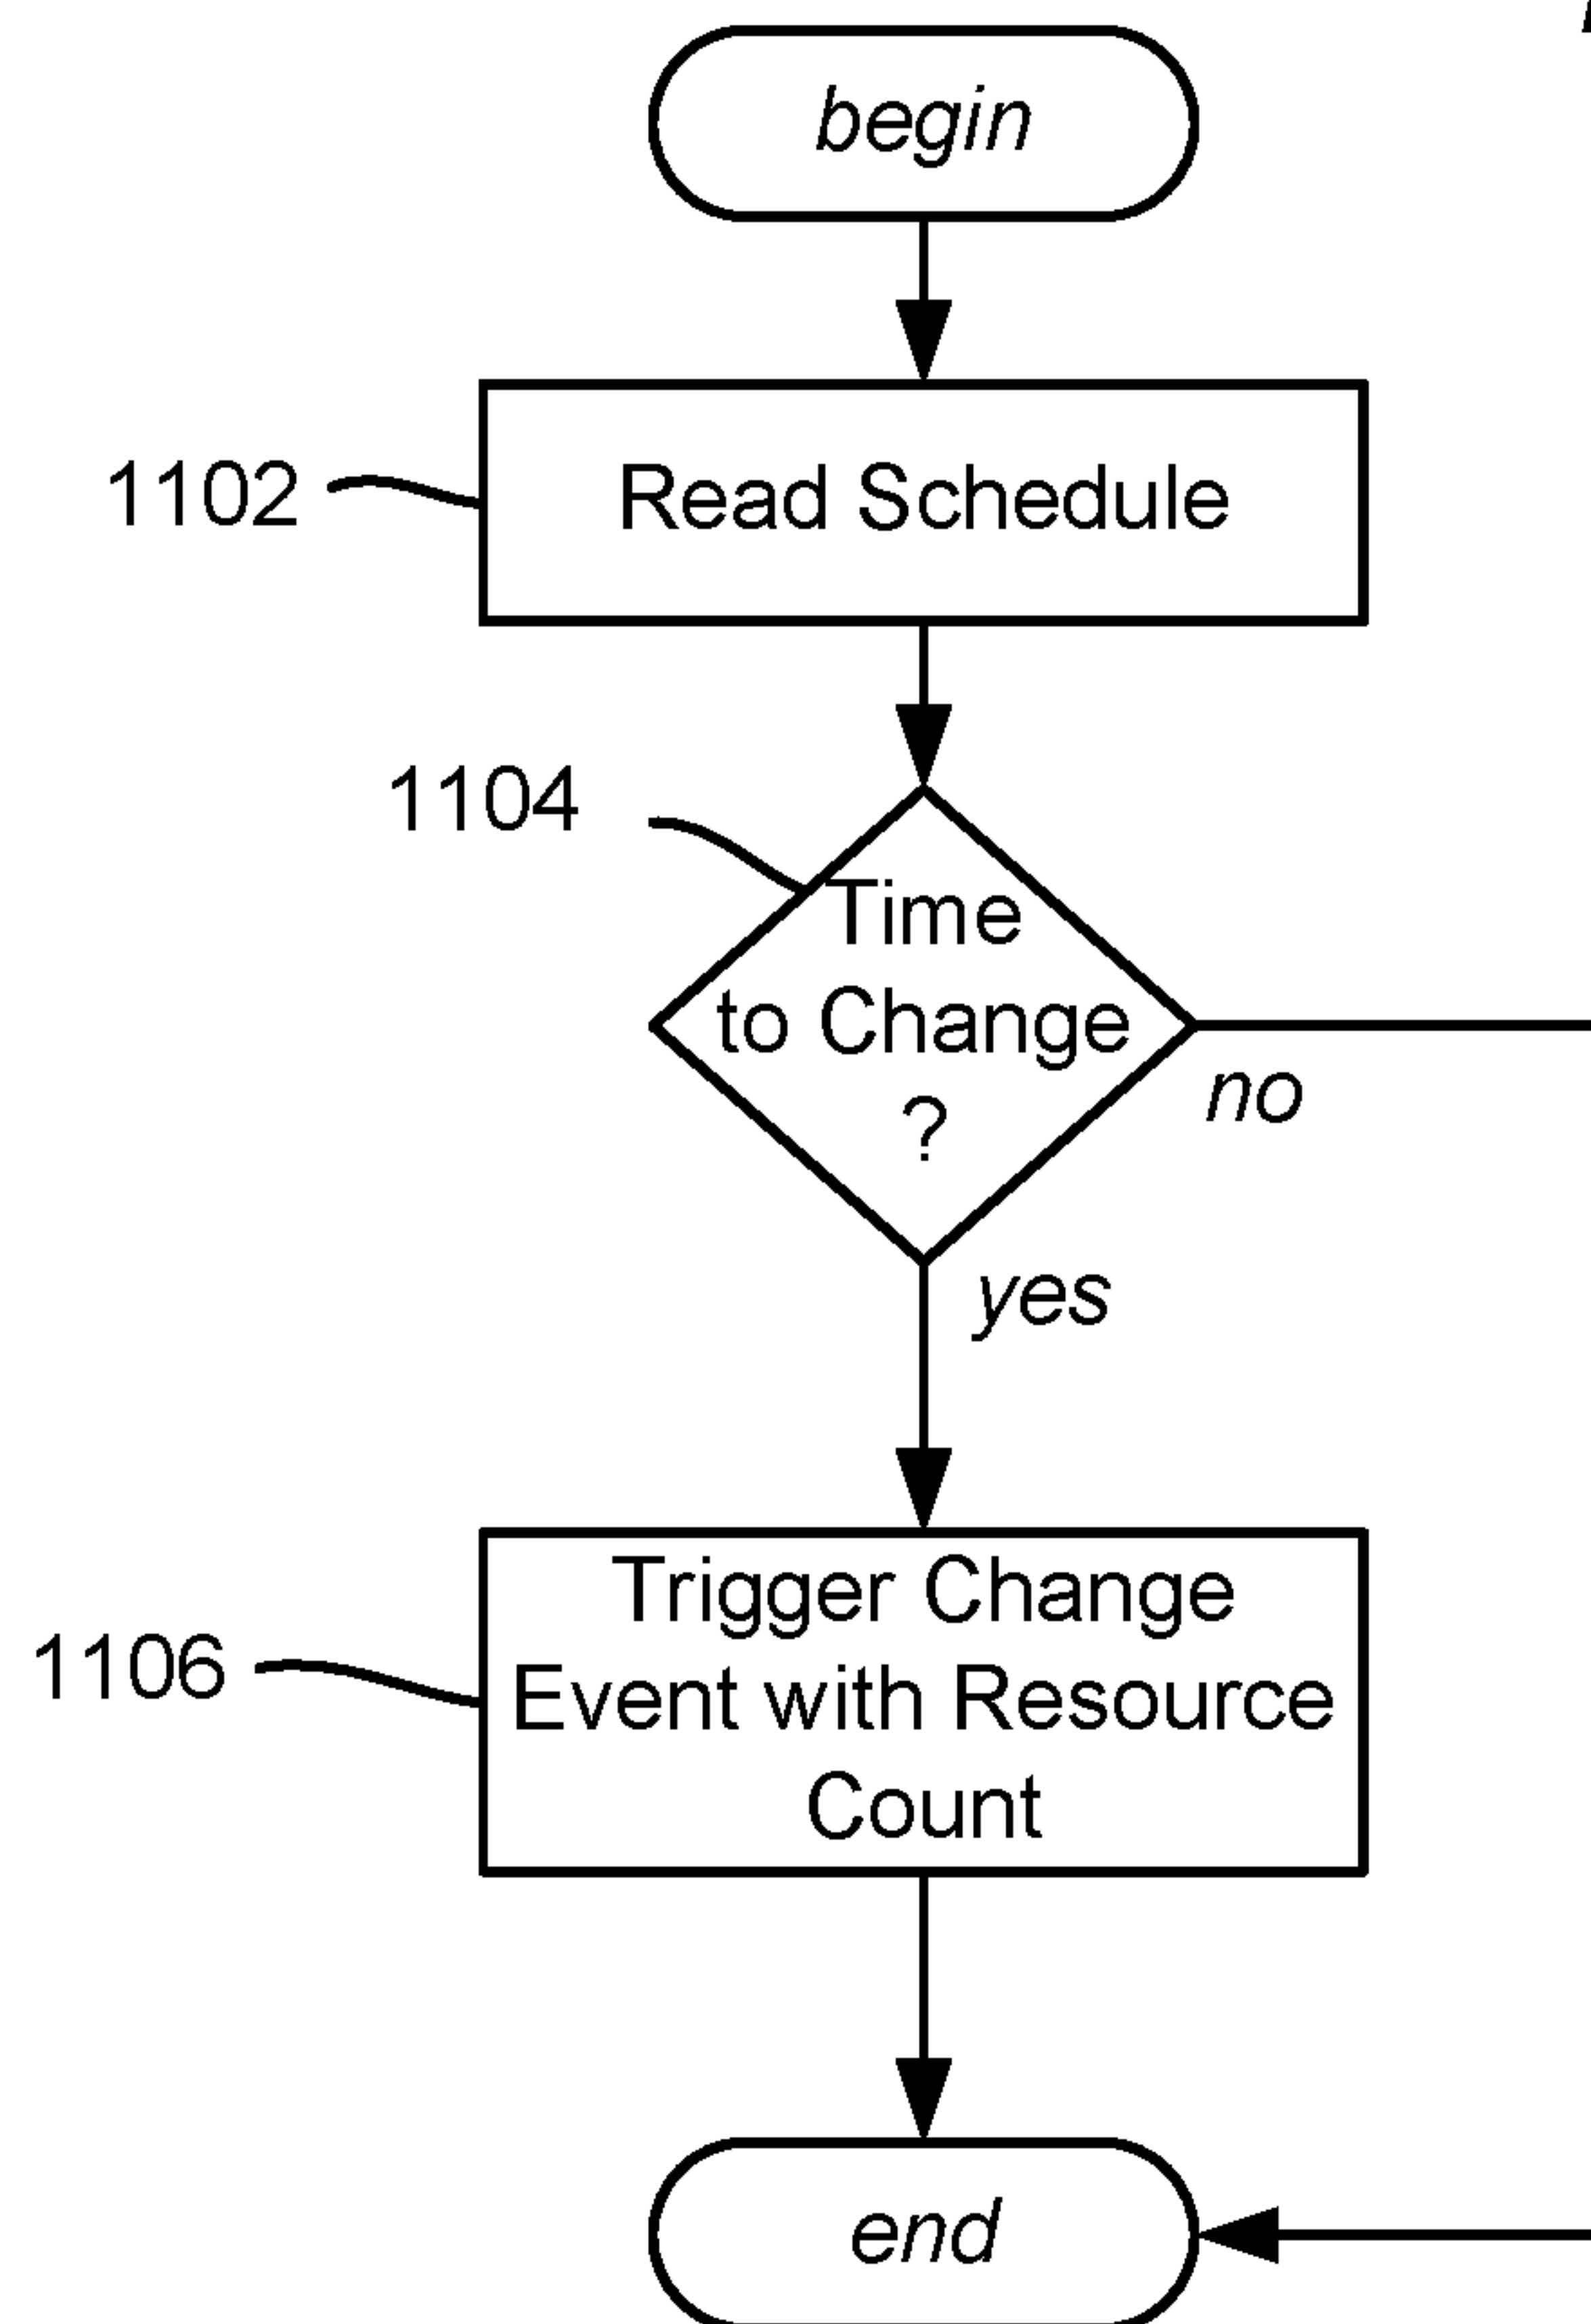 begin
1102
Read Schedule
1104
Time
to Change
?
no
yes
1106
Trigger Change
Event with Resource
Count
end